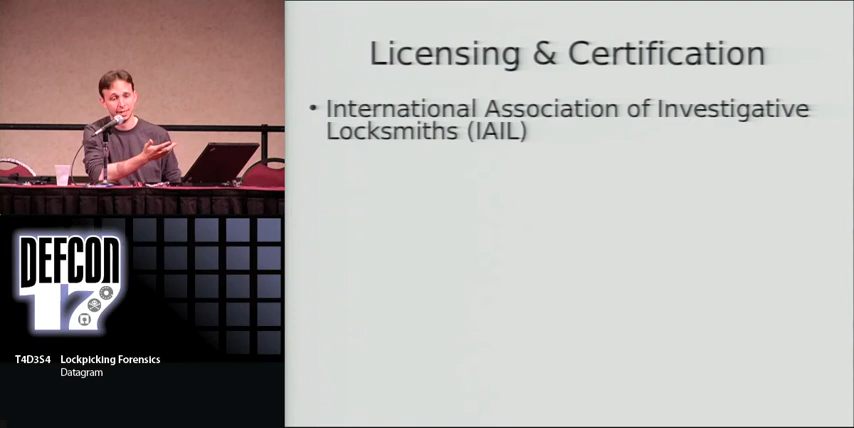 Licensing & Certification
• International Association of Investigative
Locksmiths (IAIL)
DEFCON
17
T4D3S4 Lockpicking Forensics
Datagram